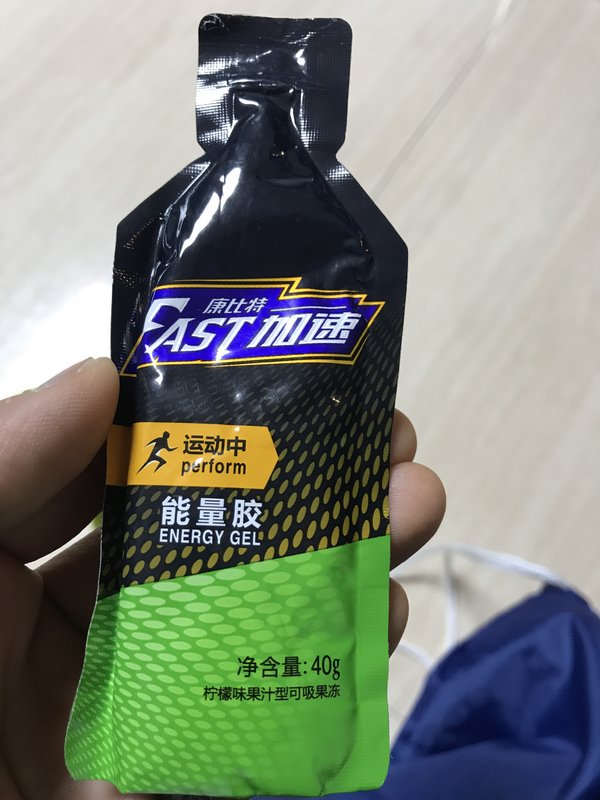 康比特
FAST加速
运动中
perform
能量胶
ENERGY GEL
净含量:40g
柠檬味果汁型可吸果冻